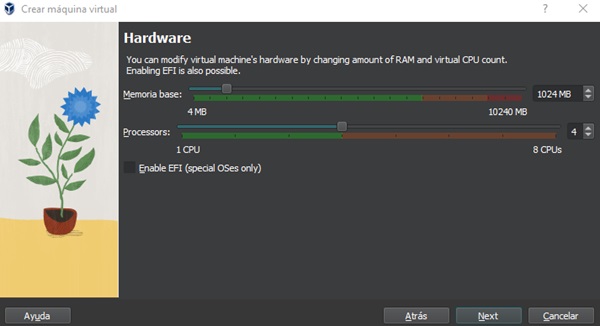 Crear máquina virtual
Hardware
You can modify virtual machine's hardware by changing amount of RAM and virtual CPU count.
Enabling EFI is also possible.
Memoria base:
1024 MB
4 MB
10240 MB
Processors:
4
1 CPU
8 CPUs
Enable EFI (special OSes only)
Ayuda
Atrás
Next
Cancelar